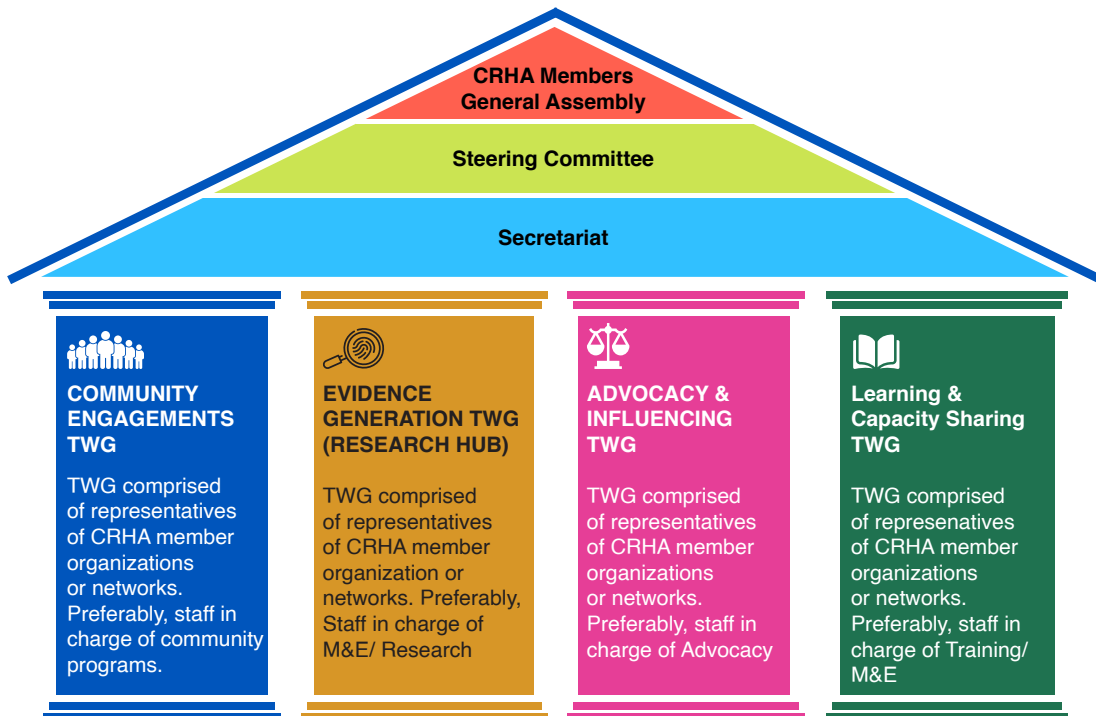 CRHA Members
General Assembly
Steering Committee
Secretariat
COMMUNITY
ENGAGEMENTS
TWG
TWG comprised
of representatives
of CRHA member
organizations
or networks.
Preferably, staff in
charge of community
programs.
EVIDENCE
GENERATION TWG
(RESEARCH HUB)
TWG comprised
of representatives
of CRHA member
organization or
networks. Preferably,
Staff in charge of
M&E/ Research
ADVOCACY &
INFLUENCING
TWG
TWG comprised
of representatives
of CRHA member
organizations
or networks.
Preferably, staff in
charge of Advocacy
Learning &
Capacity Sharing
TWG
TWG comprised
of represenatives
of CRHA member
organizations
or networks.
Preferably, staff in
charge of Training/
M&E